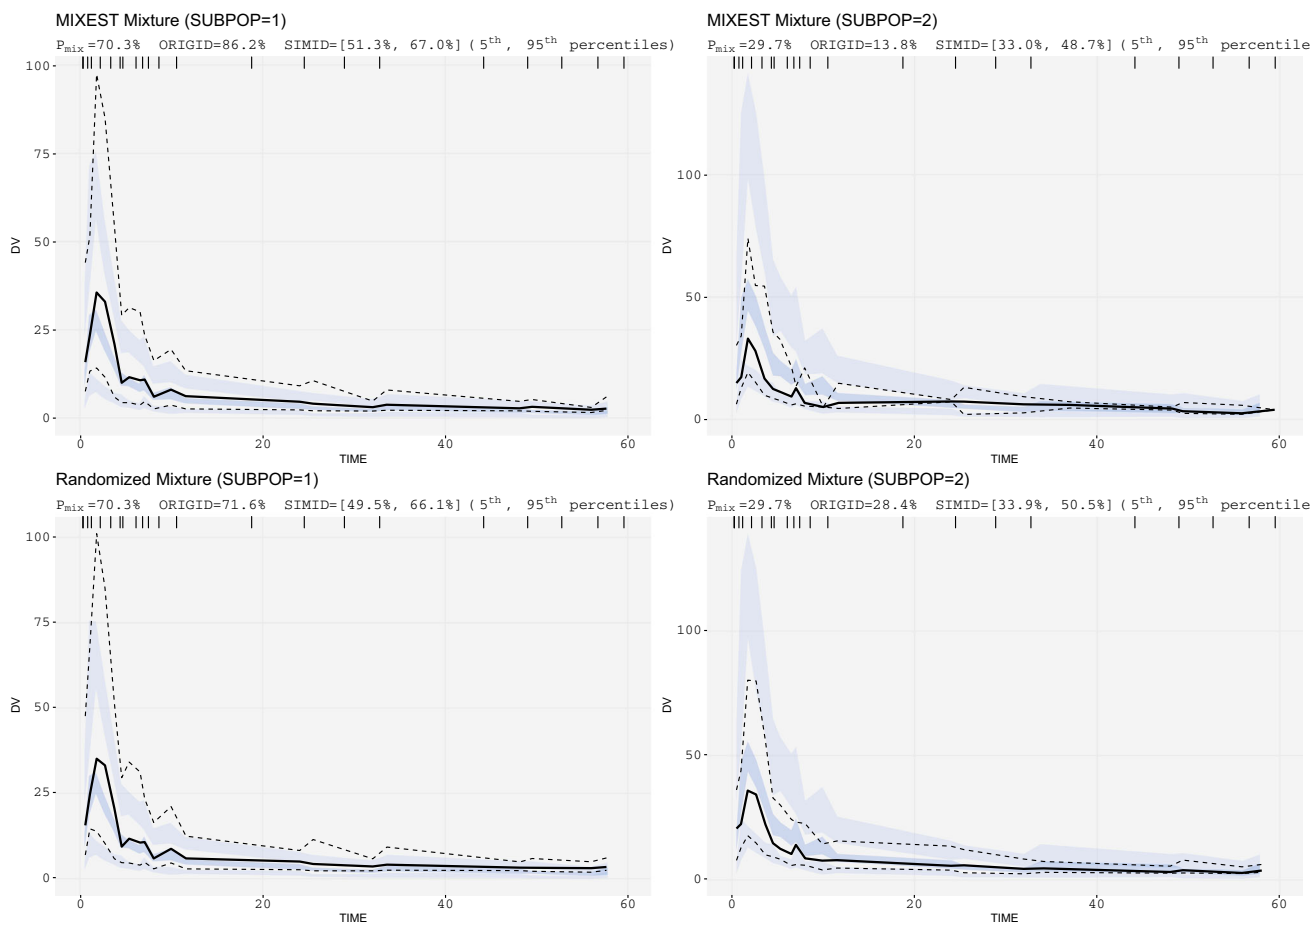 MIXEST Mixture (SUBPOP=1)
Pmix=70.3% ORIGID=86.2% SIMID=[51.3%, 67.0%] (5th, 95th percentiles)
100
75
50
25
0
DV
0 20 40 60
TIME
MIXEST Mixture (SUBPOP=2)
Pmix=29.7% ORIGID=13.8% SIMID=[33.0%, 48.7%] (5th, 95th percentile
100
50
0
DV
0 20 40 60
TIME
Randomized Mixture (SUBPOP=1)
Pmix=70.3% ORIGID=71.6% SIMID=[49.5%, 66.1%] (5th, 95th percentiles)
100
75
50
25
0
DV
0 20 40 60
TIME
Randomized Mixture (SUBPOP=2)
Pmix=29.7% ORIGID=28.4% SIMID=[33.9%, 50.5%] (5th, 95th percentile
100
50
0
DV
0 20 40 60
TIME